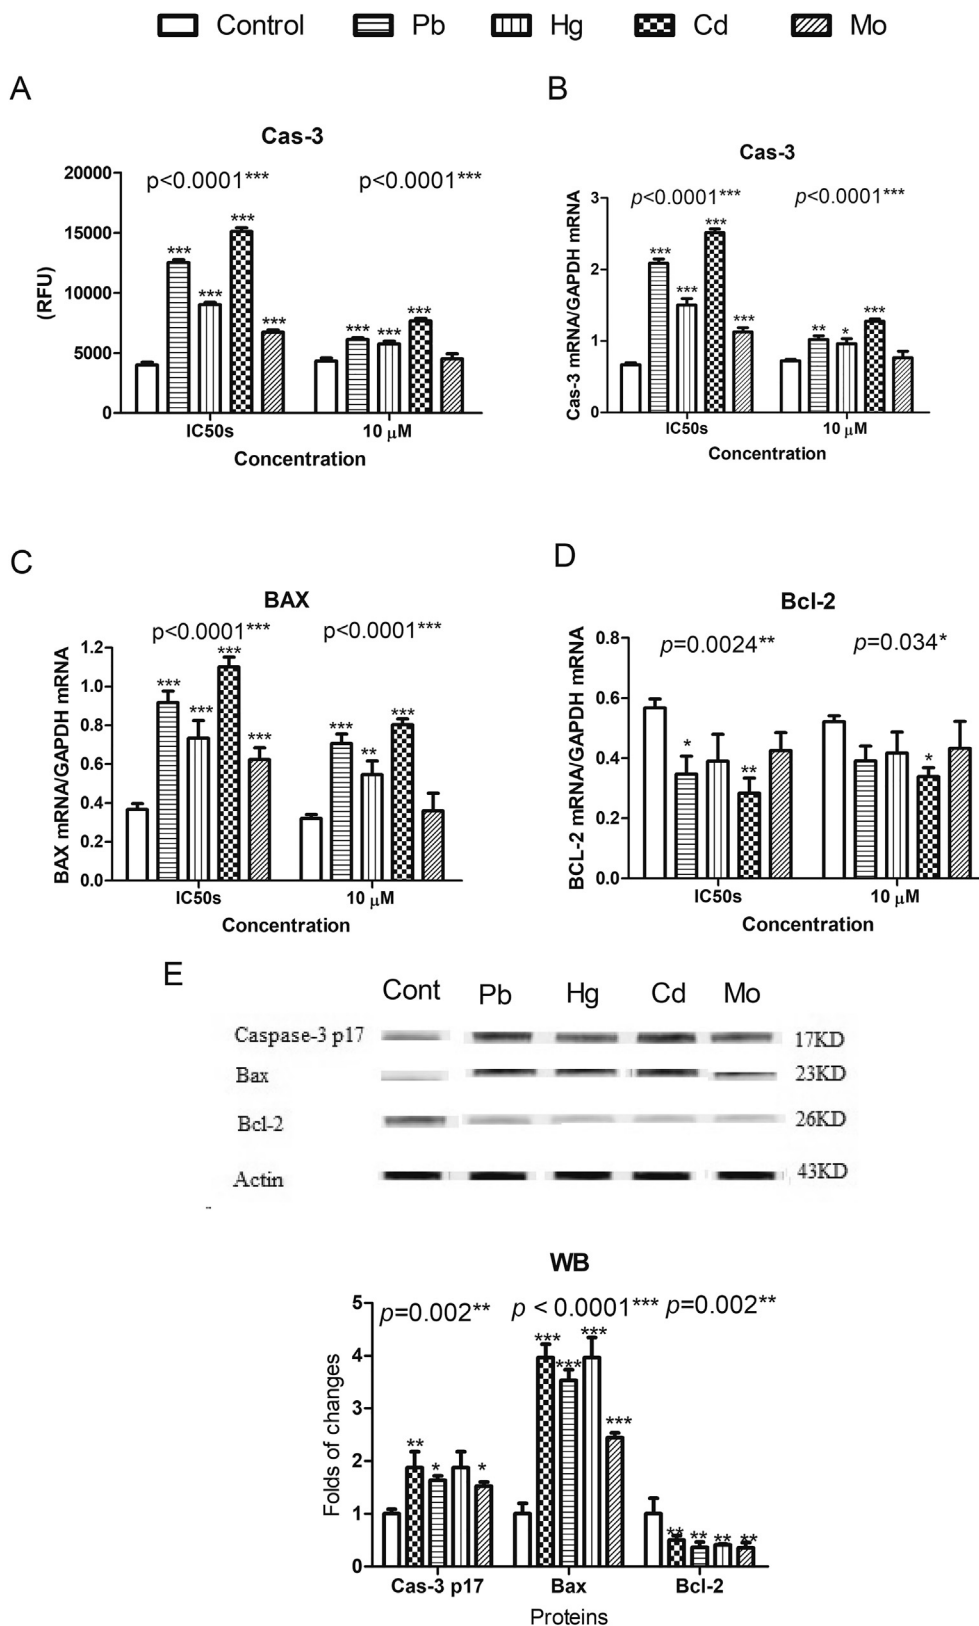 Control Pb Hg Cd Mo
A
Cas-3
p<0.0001*** p<0.0001***
(RFU)
20000
15000
10000
5000
0
*** *** *** *** *** *** ***
IC50s 10 µM
Concentration
B
Cas-3
p<0.0001*** p<0.0001***
Cas-3 mRNA/GAPDH mRNA
3
2
1
0
*** *** *** *** ** * ***
IC50s 10 µM
Concentration
C
BAX
p<0.0001*** p<0.0001***
BAX mRNA/GAPDH mRNA
1.2
1.0
0.8
0.6
0.4
0.2
0.0
*** *** *** *** *** ** ***
IC50s 10 µM
Concentration
D
Bcl-2
p=0.0024** p=0.034*
BCL-2 mRNA/GAPDH mRNA
0.8
0.6
0.4
0.2
0.0
* ** *
IC50s 10 µM
Concentration
E
Cont Pb Hg Cd Mo
Caspase-3 p17 17KD
Bax 23KD
Bcl-2 26KD
Actin 43KD
WB
p=0.002** p < 0.0001*** p=0.002**
Folds of changes
5
4
3
2
1
0
** * * *** *** *** *** ** ** ** **
Cas-3 p17 Bax Bcl-2
Proteins